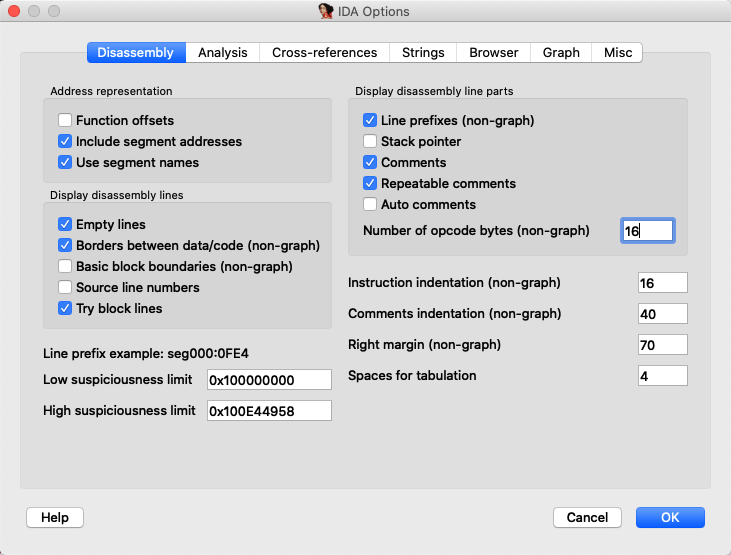 IDA Options
Disassembly Analysis Cross-references Strings Browser Graph Misc
Address representation
Function offsets
Include segment addresses
Use segment names
Display disassembly lines
Empty lines
Borders between data/code (non-graph)
Basic block boundaries (non-graph)
Source line numbers
Try block lines
Line prefix example: seg000:0FE4
Low suspiciousness limit 0x100000000
High suspiciousness limit 0x100E44958
Display disassembly line parts
Line prefixes (non-graph)
Stack pointer
Comments
Repeatable comments
Auto comments
Number of opcode bytes (non-graph) 16
Instruction indentation (non-graph) 16
Comments indentation (non-graph) 40
Right margin (non-graph) 70
Spaces for tabulation 4
Help Cancel OK